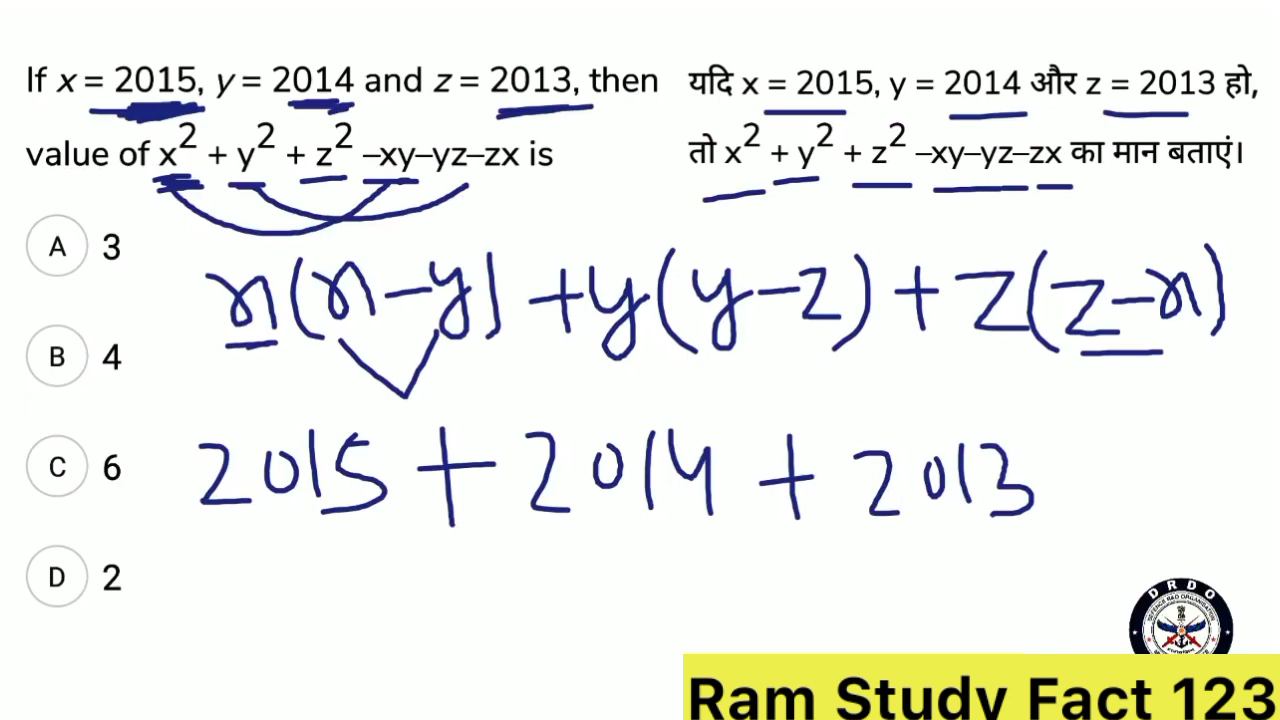 If x = 2015, y = 2014 and z = 2013, then
value of x² + y² + z² –xy–yz–zx is
यदि x = 2015, y = 2014 और z = 2013 हो,
तो x² + y² + z² –xy–yz–zx का मान बताएं।
A 3
B 4
C 6
D 2
x(x-y) + y(y-z) + z(z-x)
2015 + 2014 + 2013
DRDO
Ram Study Fact 123